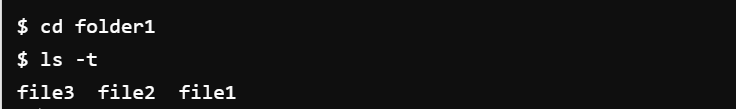 $ cd folder1
$ ls -t
file3  file2  file1